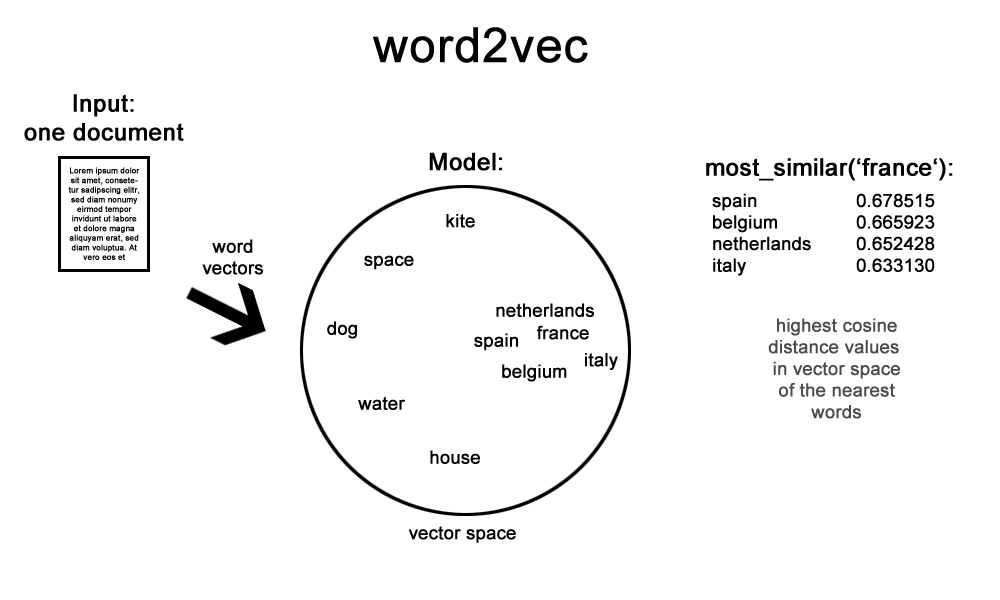 word2vec
Input:
one document
Lorem ipsum dolor
sit amet, consete-
tur sadipscing elitr,
sed diam nonumy
eirmod tempor
invidunt ut labore
et dolore magna
aliquyam erat, sed
diam voluptua. At
vero eos et
word
vectors
Model:
kite
space
netherlands
dog
france
spain
italy
belgium
water
house
vector space
most_similar(‘france‘):
spain 0.678515
belgium 0.665923
netherlands 0.652428
italy 0.633130
highest cosine
distance values
in vector space
of the nearest
words